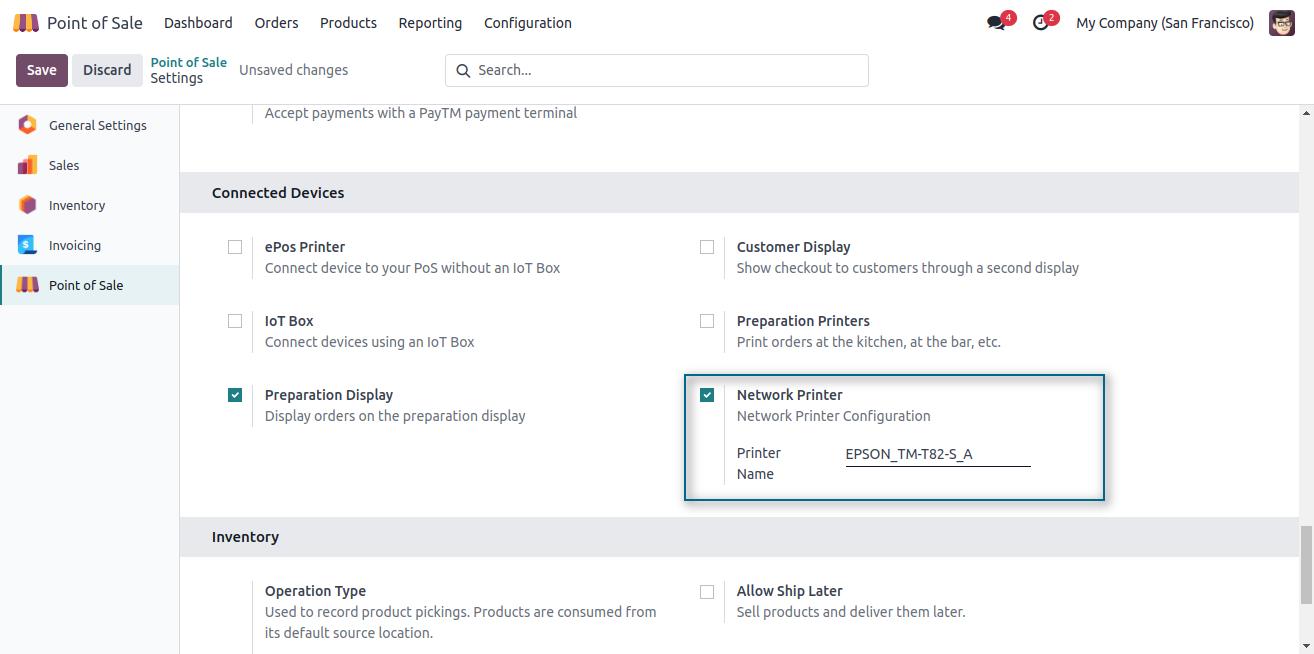 Point of Sale Dashboard Orders Products Reporting Configuration 4 2 My Company (San Francisco)
Save Discard Point of Sale Settings Unsaved changes Search...
General Settings
Sales
Inventory
Invoicing
Point of Sale
Accept payments with a PayTM payment terminal
Connected Devices
ePos Printer
Connect device to your PoS without an IoT Box
Customer Display
Show checkout to customers through a second display
IoT Box
Connect devices using an IoT Box
Preparation Printers
Print orders at the kitchen, at the bar, etc.
Preparation Display
Display orders on the preparation display
Network Printer
Network Printer Configuration
Printer
Name
EPSON_TM-T82-S_A
Inventory
Operation Type
Used to record product pickings. Products are consumed from
its default source location.
Allow Ship Later
Sell products and deliver them later.